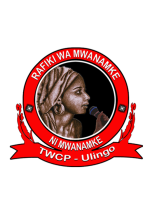 RAFIKI WA MWANAMKE
NI MWANAMKE
TWCP - Ulingo